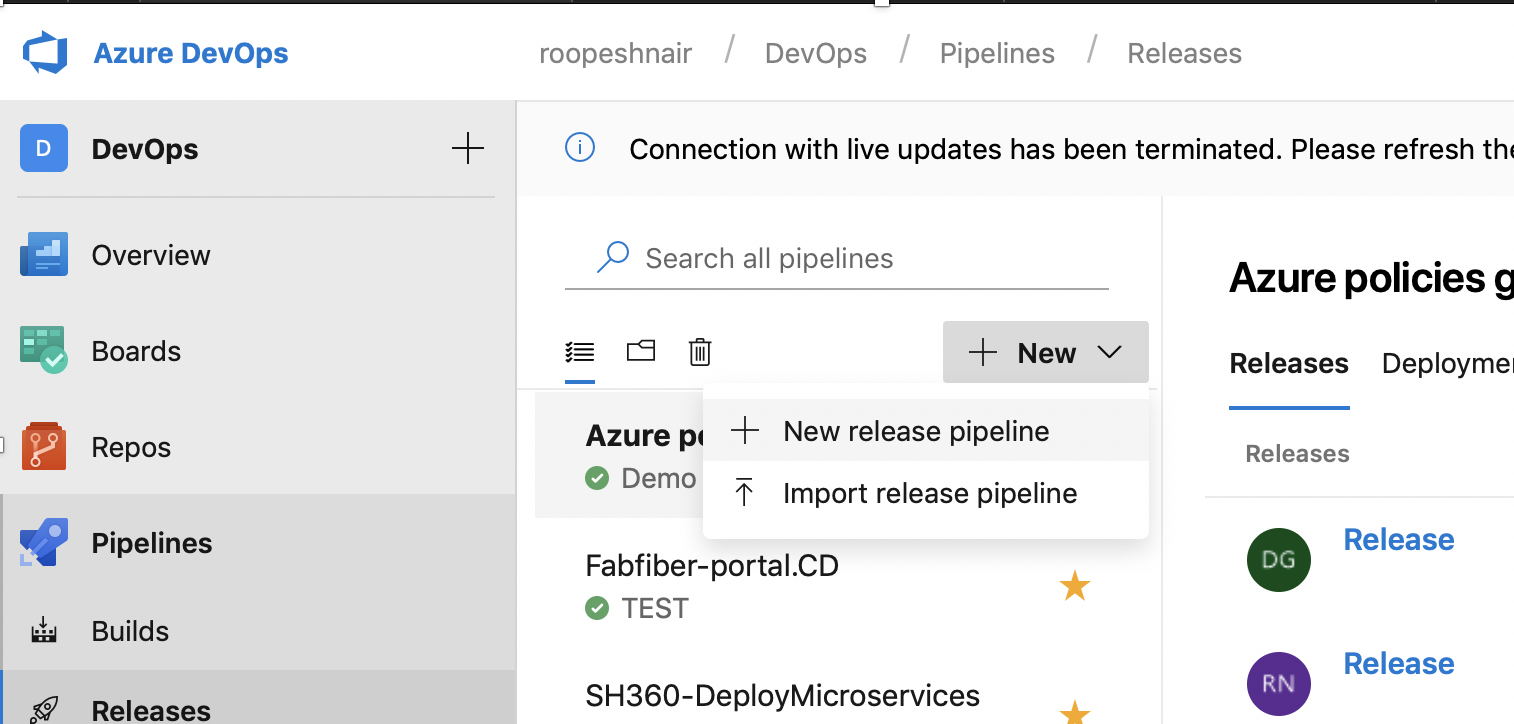 Azure DevOps
roopeshnair / DevOps / Pipelines / Releases
D DevOps
Connection with live updates has been terminated. Please refresh the
Overview
Boards
Repos
Pipelines
Builds
Releases
Search all pipelines
New
New release pipeline
Import release pipeline
Azure po
Demo
Fabfiber-portal.CD
TEST
SH360-DeployMicroservices
Azure policies g
Releases Deploymen
Releases
DG Release
RN Release